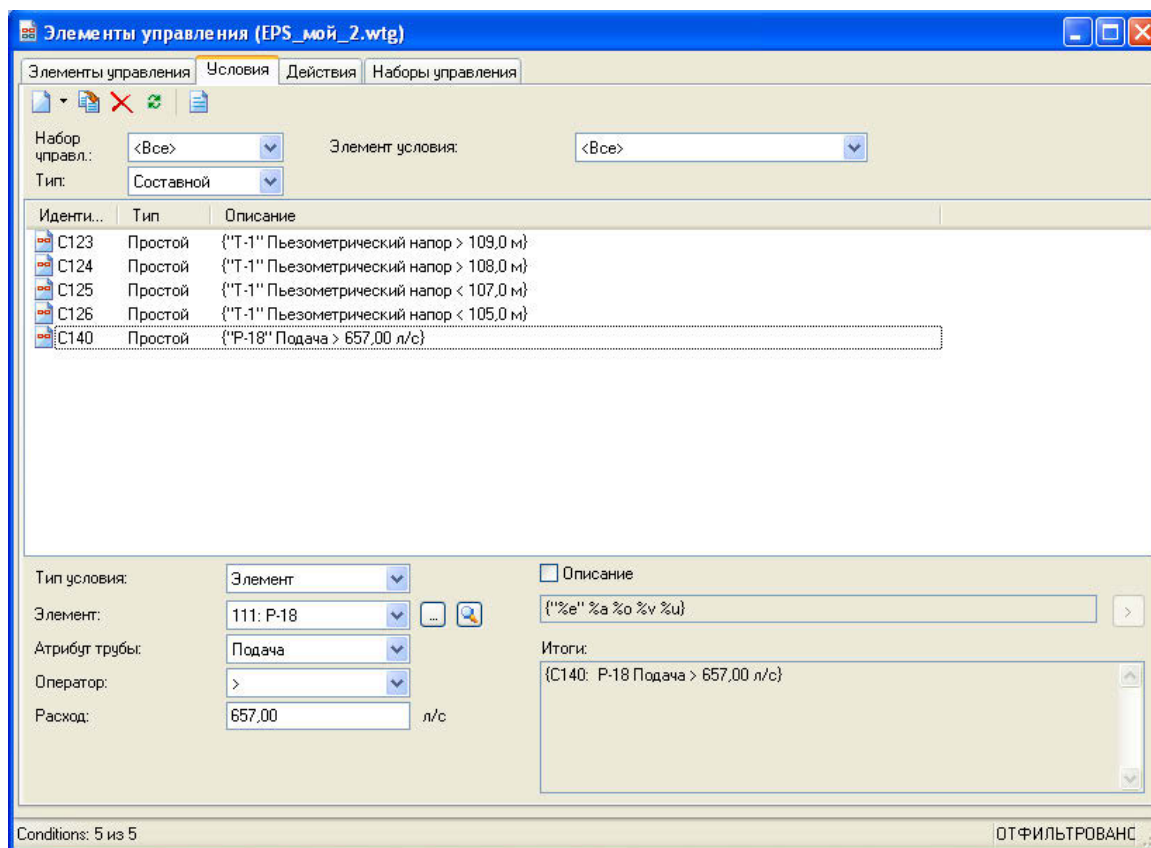 Элементы управления (EPS_мой_2.wtg)
Элементы управления Условия Действия Наборы управления
Набор управл.: <Все> Элемент условия: <Все>
Тип: Составной
Иденти... Тип Описание
C123 Простой {"T-1" Пьезометрический напор > 109,0 м}
C124 Простой {"T-1" Пьезометрический напор > 108,0 м}
C125 Простой {"T-1" Пьезометрический напор < 107,0 м}
C126 Простой {"T-1" Пьезометрический напор < 105,0 м}
C140 Простой {"P-18" Подача > 657,00 л/с}
Тип условия: Элемент Описание
Элемент: 111: P-18 ... {"%e" %a %o %v %u} >
Атрибут трубы: Подача Итоги:
Оператор: > {C140: P-18 Подача > 657,00 л/с}
Расход: 657,00 л/с
Conditions: 5 из 5 ОТФИЛЬТРОВАНС